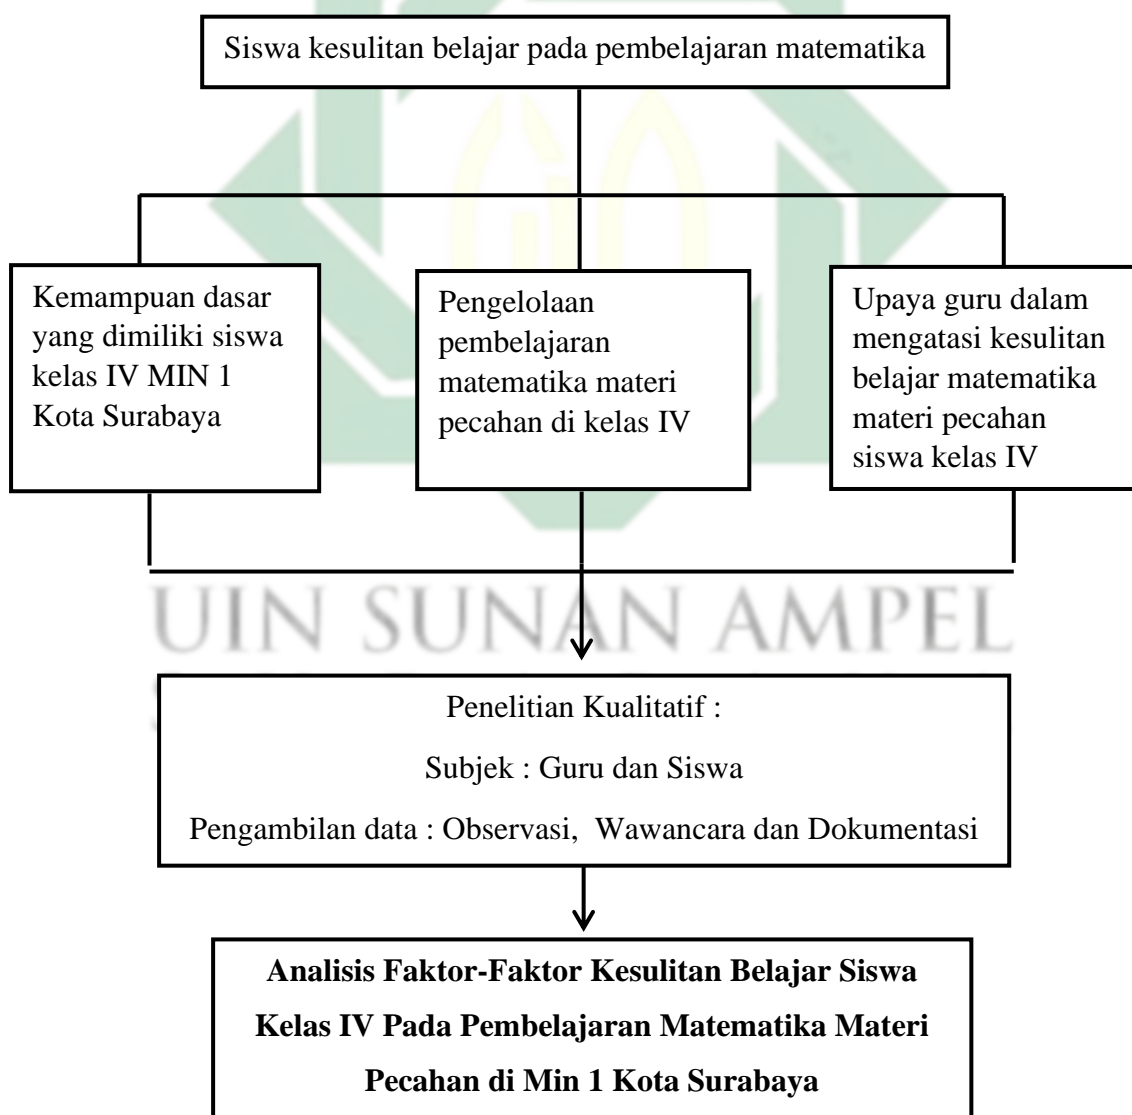 Siswa kesulitan belajar pada pembelajaran matematika
Kemampuan dasar
yang dimiliki siswa
kelas IV MIN 1
Kota Surabaya
Pengelolaan
pembelajaran
matematika materi
pecahan di kelas IV
Upaya guru dalam
mengatasi kesulitan
belajar matematika
materi pecahan
siswa kelas IV
UIN SUNAN AMPEL
Penelitian Kualitatif :
Subjek : Guru dan Siswa
Pengambilan data : Observasi, Wawancara dan Dokumentasi
Analisis Faktor-Faktor Kesulitan Belajar Siswa
Kelas IV Pada Pembelajaran Matematika Materi
Pecahan di Min 1 Kota Surabaya